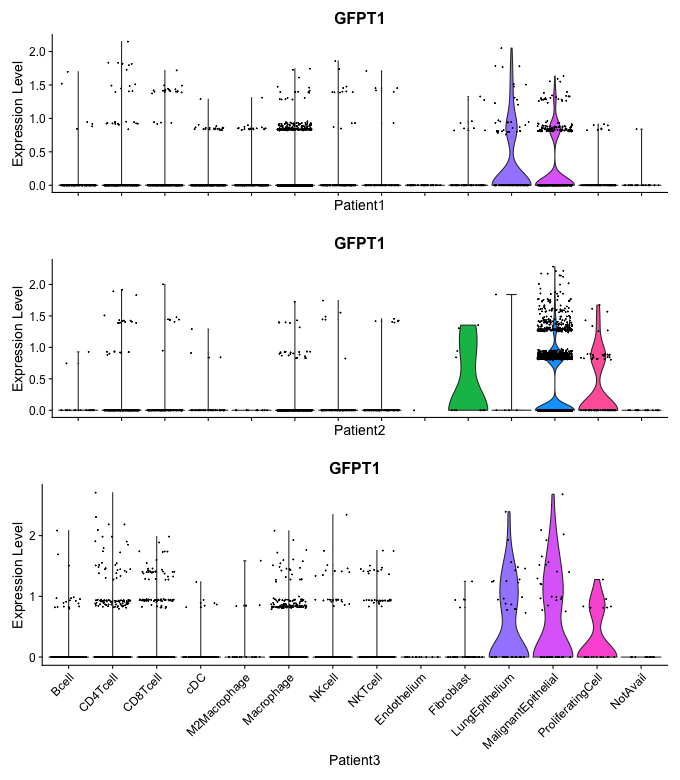 GFPT1
Expression Level
2.0
1.5
1.0
0.5
0.0
Patient1
GFPT1
Expression Level
2.0
1.5
1.0
0.5
0.0
Patient2
GFPT1
Expression Level
2
1
0
Bcell
CD4Tcell
CD8Tcell
cDC
M2Macrophage
Macrophage
NKcell
NKTcell
Endothelium
Fibroblast
LungEpithelium
MalignantEpithelial
ProliferatingCell
NotAvail
Patient3